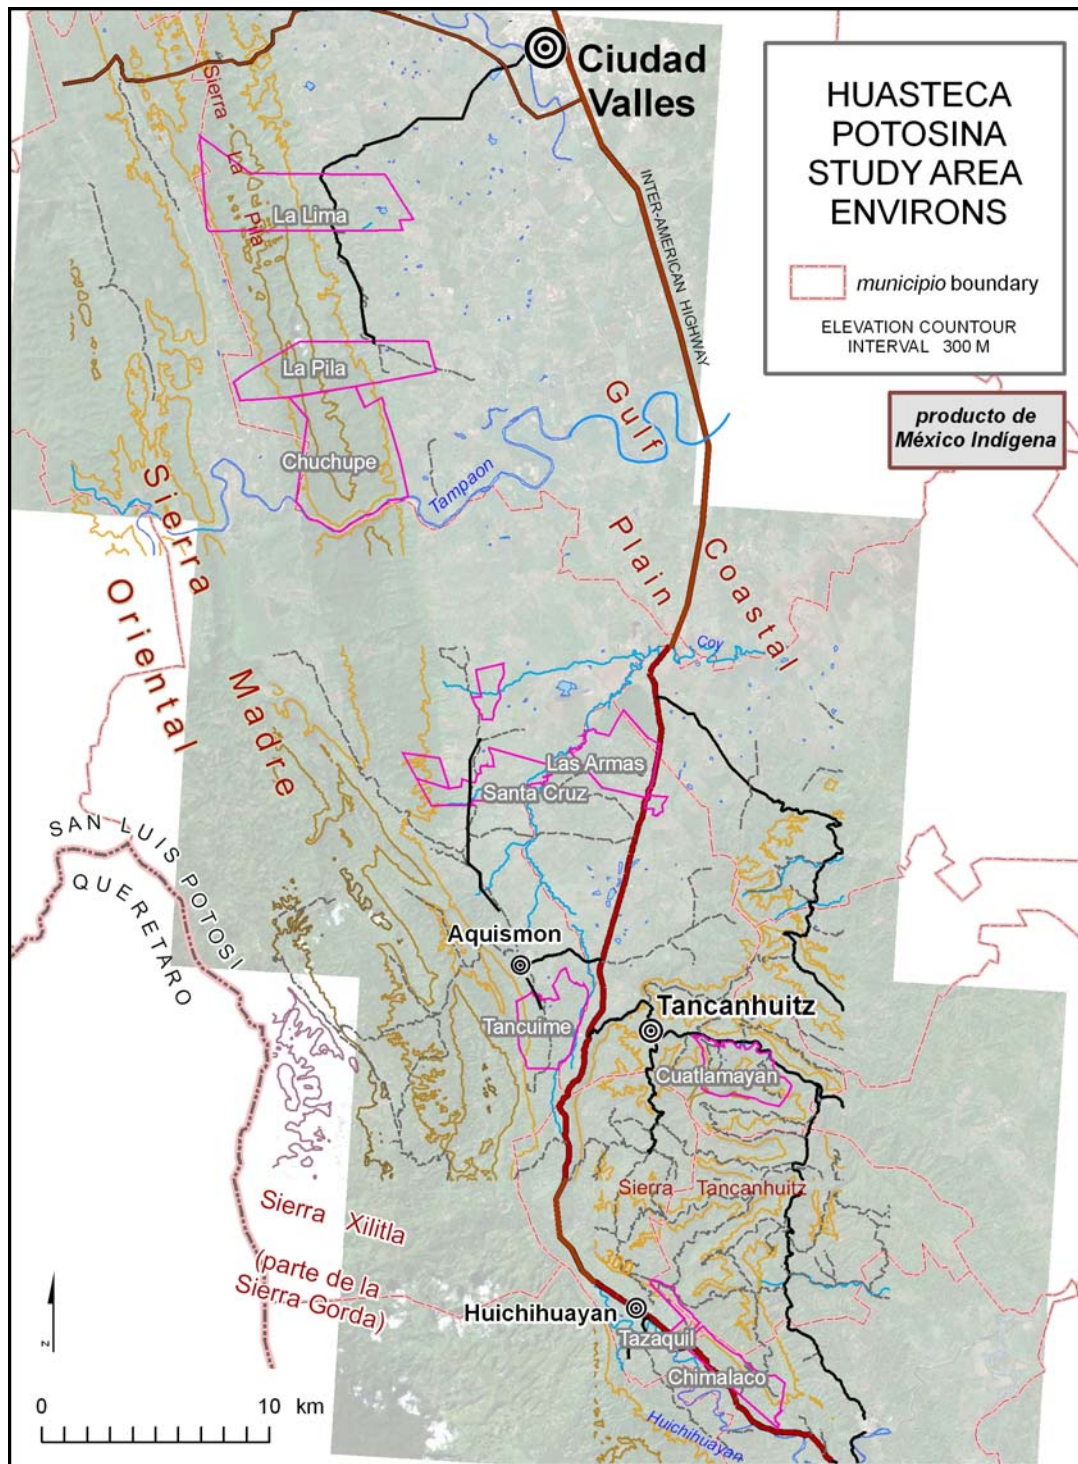 Ciudad
Valles
HUASTECA
POTOSINA
STUDY AREA
ENVIRONS
municipio boundary
ELEVATION COUNTOUR
INTERVAL 300 M
producto de
México Indígena
INTER-AMERICAN HIGHWAY
Sierra
La
Pila
La Lima
La Pila
Chuchupe
Tampaon
Gulf
Coastal
Plain
Sierra
Madre
Oriental
Coy
Las Armas
Santa Cruz
SAN LUIS POTOSI
QUERETARO
Aquismon
Tancanhuitz
Tancuime
Cuatlamayan
Sierra Tancanhuitz
Sierra Xilitla
(parte de la
Sierra Gorda)
300
Huichihuayan
Tazaquil
Chimalaco
Huichihuayan
N
0 10 km